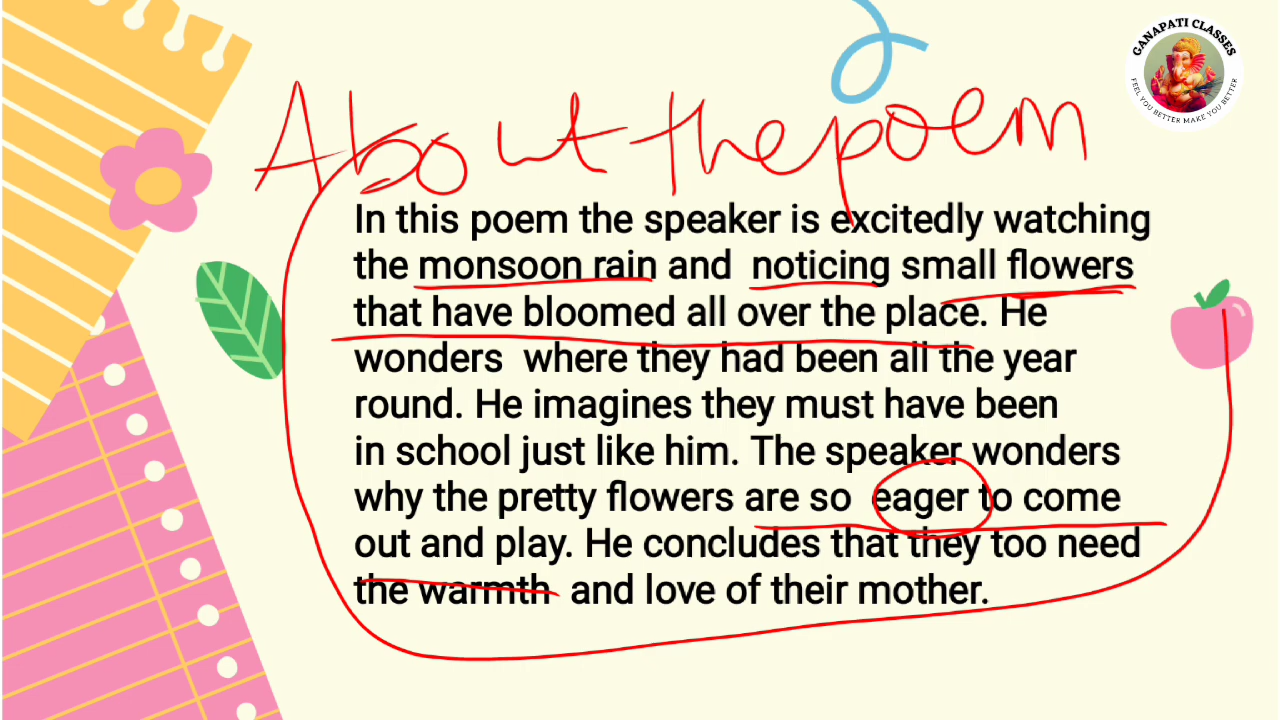 GANAPATI CLASSES
FEEL YOU BETTER MAKE YOU BETTER
About the poem
In this poem the speaker is excitedly watching
the monsoon rain and noticing small flowers
that have bloomed all over the place. He
wonders where they had been all the year
round. He imagines they must have been
in school just like him. The speaker wonders
why the pretty flowers are so eager to come
out and play. He concludes that they too need
the warmth and love of their mother.